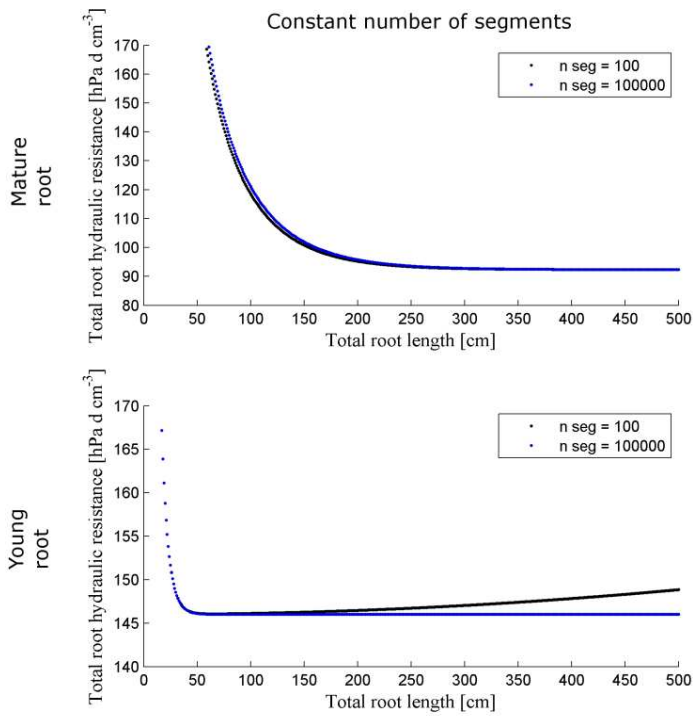 Constant number of segments
Mature
root
Total root hydraulic resistance [hPa d cm-3]
170
160
150
140
130
120
110
100
90
80
n seg = 100
n seg = 100000
0 50 100 150 200 250 300 350 400 450 500
Total root length [cm]
Young
root
Total root hydraulic resistance [hPa d cm-3]
170
165
160
155
150
145
140
n seg = 100
n seg = 100000
0 50 100 150 200 250 300 350 400 450 500
Total root length [cm]